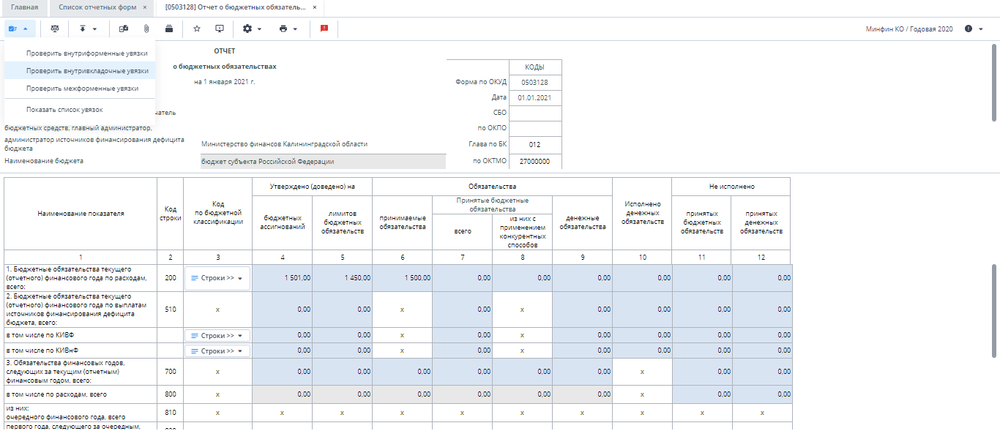 Главная
Список отчетных форм ×
[0503128] Отчет о бюджетных обязатель... ×
Минфин КО / Годовая 2020
Проверить внутриформенные увязки
Проверить внутривкладочные увязки
Проверить межформенные увязки
Показать список увязок
ОТЧЕТ
о бюджетных обязательствах
на 1 января 2021 г.
КОДЫ
Форма по ОКУД 0503128
Дата 01.01.2021
СБО
по ОКПО
чатель
бюджетных средств, главный администратор,
администратор источников финансирования дефицита
бюджета
Министерство финансов Калининградской области
Глава по БК 012
Наименование бюджета
бюджет субъекта Российской Федерации
по ОКТМО 27000000
Наименование показателя
Код
строки
Код
по бюджетной
классификации
Утверждено (доведено) на
бюджетных
ассигнований
лимитов
бюджетных
обязательств
Обязательства
принимаемые
обязательства
Принятые бюджетные
обязательства
всего
из них с
применением
конкурентных
способов
денежные
обязательства
Исполнено
денежных
обязательств
Не исполнено
принятых
бюджетных
обязательств
принятых
денежных
обязательств
1 2 3 4 5 6 7 8 9 10 11 12
1. Бюджетные обязательства текущего
(отчетного) финансового года по расходам,
всего:
200 Строки >> 1 501,00 1 450,00 1 500,00 0,00 0,00 0,00 0,00 0,00 0,00
2. Бюджетные обязательства текущего
(отчетного) финансового года по выплатам
источников финансирования дефицита
бюджета, всего:
510 x 0,00 0,00 x 0,00 x 0,00 0,00 0,00 0,00
в том числе по КИВФ Строки >> 0,00 0,00 x 0,00 x 0,00 0,00 0,00 0,00
в том числе по КИВнФ Строки >> 0,00 0,00 x 0,00 x 0,00 0,00 0,00 0,00
3. Обязательства финансовых годов,
следующих за текущим (отчетным)
финансовым годом, всего:
700 x 0,00 0,00 0,00 0,00 0,00 0,00 x 0,00 0,00
в том числе по расходам, всего 800 x 0,00 0,00 0,00 0,00 0,00 0,00 x 0,00 0,00
из них:
очередного финансового года, всего
810 x x x x x x x x x x
первого года, следующего за очередным,